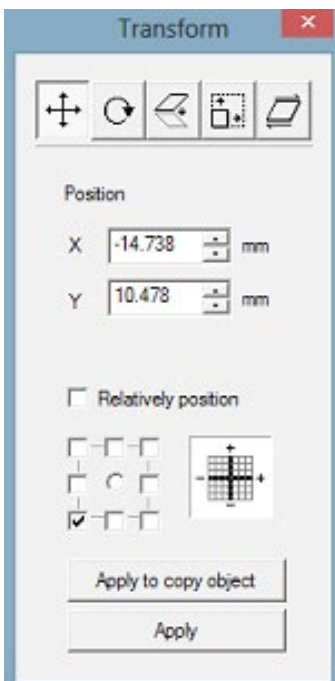 Transform
Position
X -14.738 mm
Y 10.478 mm
Relatively position
+
- +
-
Apply to copy object
Apply